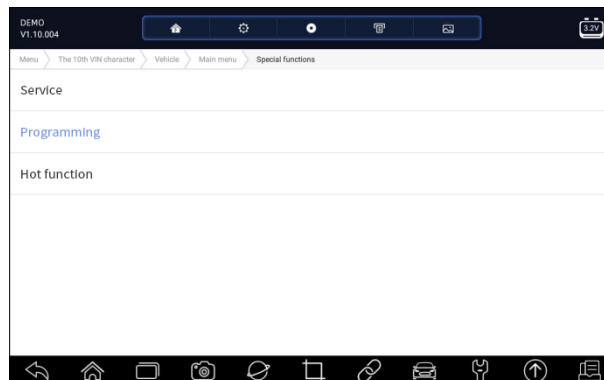 DEMO
V1.10.004
3.2V
Menu The 10th VIN character Vehicle Main menu Special functions
Service
Programming
Hot function